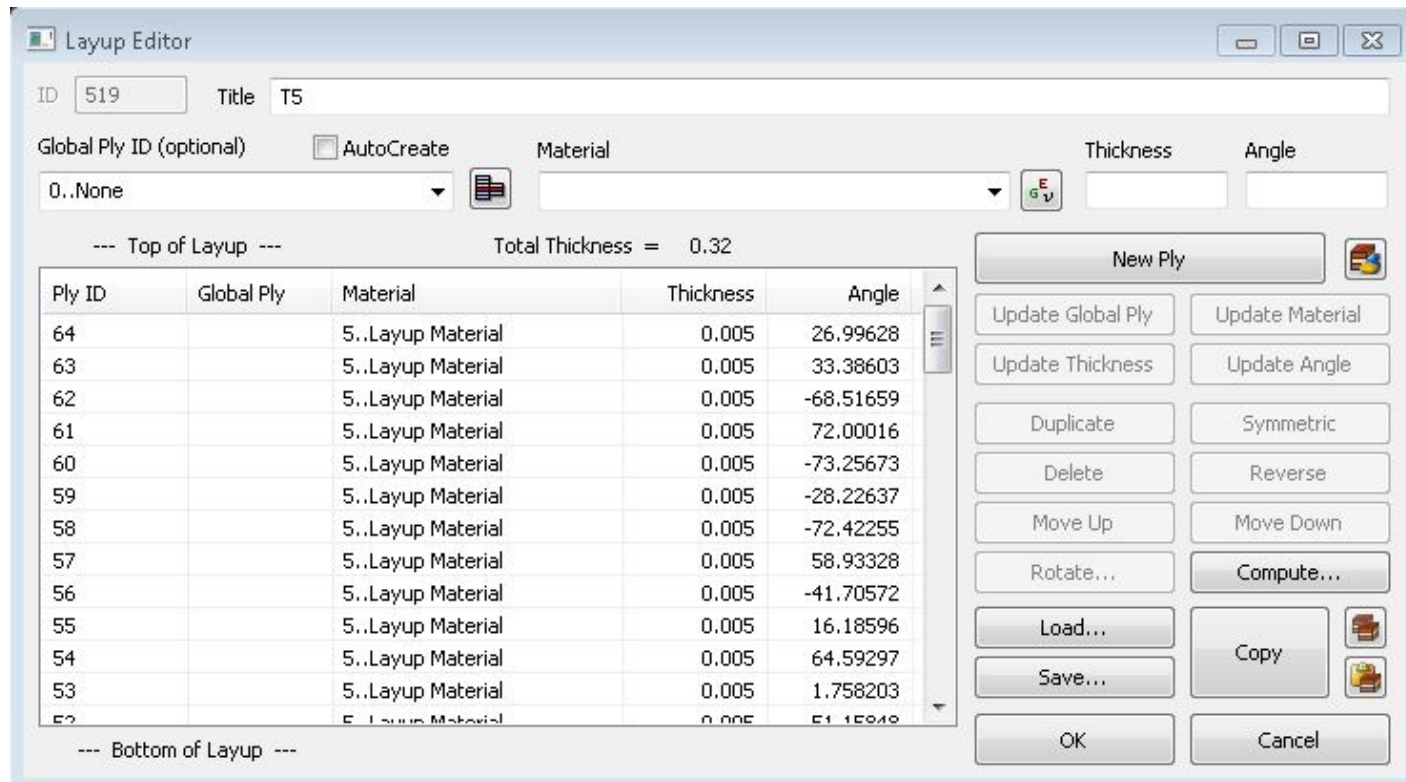 Layup Editor
ID 519 Title T5
Global Ply ID (optional) AutoCreate Material Thickness Angle
0..None G E ν
--- Top of Layup --- Total Thickness = 0.32
New Ply
Ply ID Global Ply Material Thickness Angle
Update Global Ply Update Material
64 5..Layup Material 0.005 26.99628
63 5..Layup Material 0.005 33.38603
Update Thickness Update Angle
62 5..Layup Material 0.005 -68.51659
61 5..Layup Material 0.005 72.00016
Duplicate Symmetric
60 5..Layup Material 0.005 -73.25673
Delete Reverse
59 5..Layup Material 0.005 -28.22637
58 5..Layup Material 0.005 -72.42255
Move Up Move Down
57 5..Layup Material 0.005 58.93328
Rotate... Compute...
56 5..Layup Material 0.005 -41.70572
55 5..Layup Material 0.005 16.18596
Load... Copy
54 5..Layup Material 0.005 64.59297
Save...
53 5..Layup Material 0.005 1.758203
52 5..Layup Material 0.005 51.15848
--- Bottom of Layup ---
OK Cancel